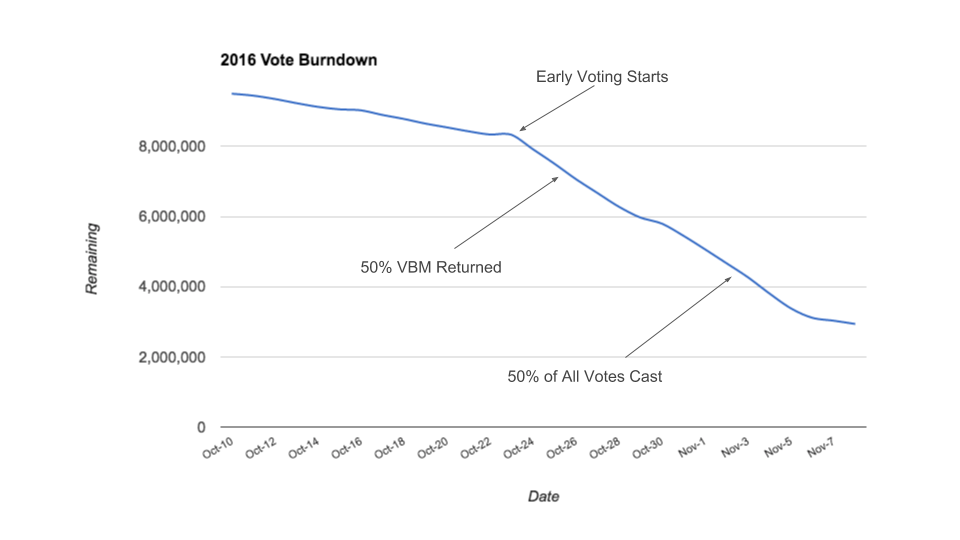 2016 Vote Burndown
Early Voting Starts
8,000,000
6,000,000
50% VBM Returned
4,000,000
2,000,000
50% of All Votes Cast
0
Remaining
Oct-10 Oct-12 Oct-14 Oct-16 Oct-18 Oct-20 Oct-22 Oct-24 Oct-26 Oct-28 Oct-30 Nov-1 Nov-3 Nov-5 Nov-7
Date